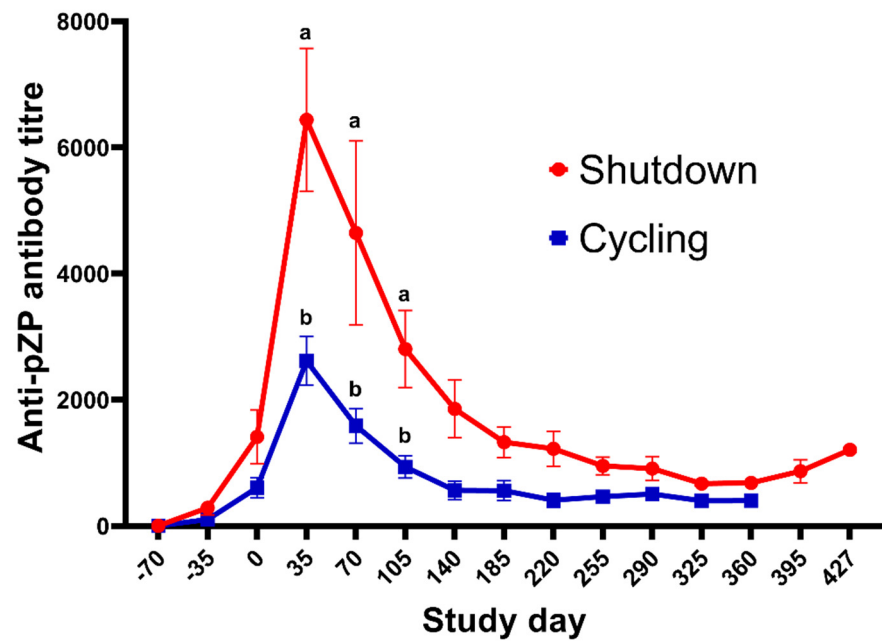 8000
6000
4000
2000
0
Anti-pZP antibody titre
a
a
a
b
b
b
Shutdown
Cycling
-70 -35 0 35 70 105 140 185 220 255 290 325 360 395 427
Study day